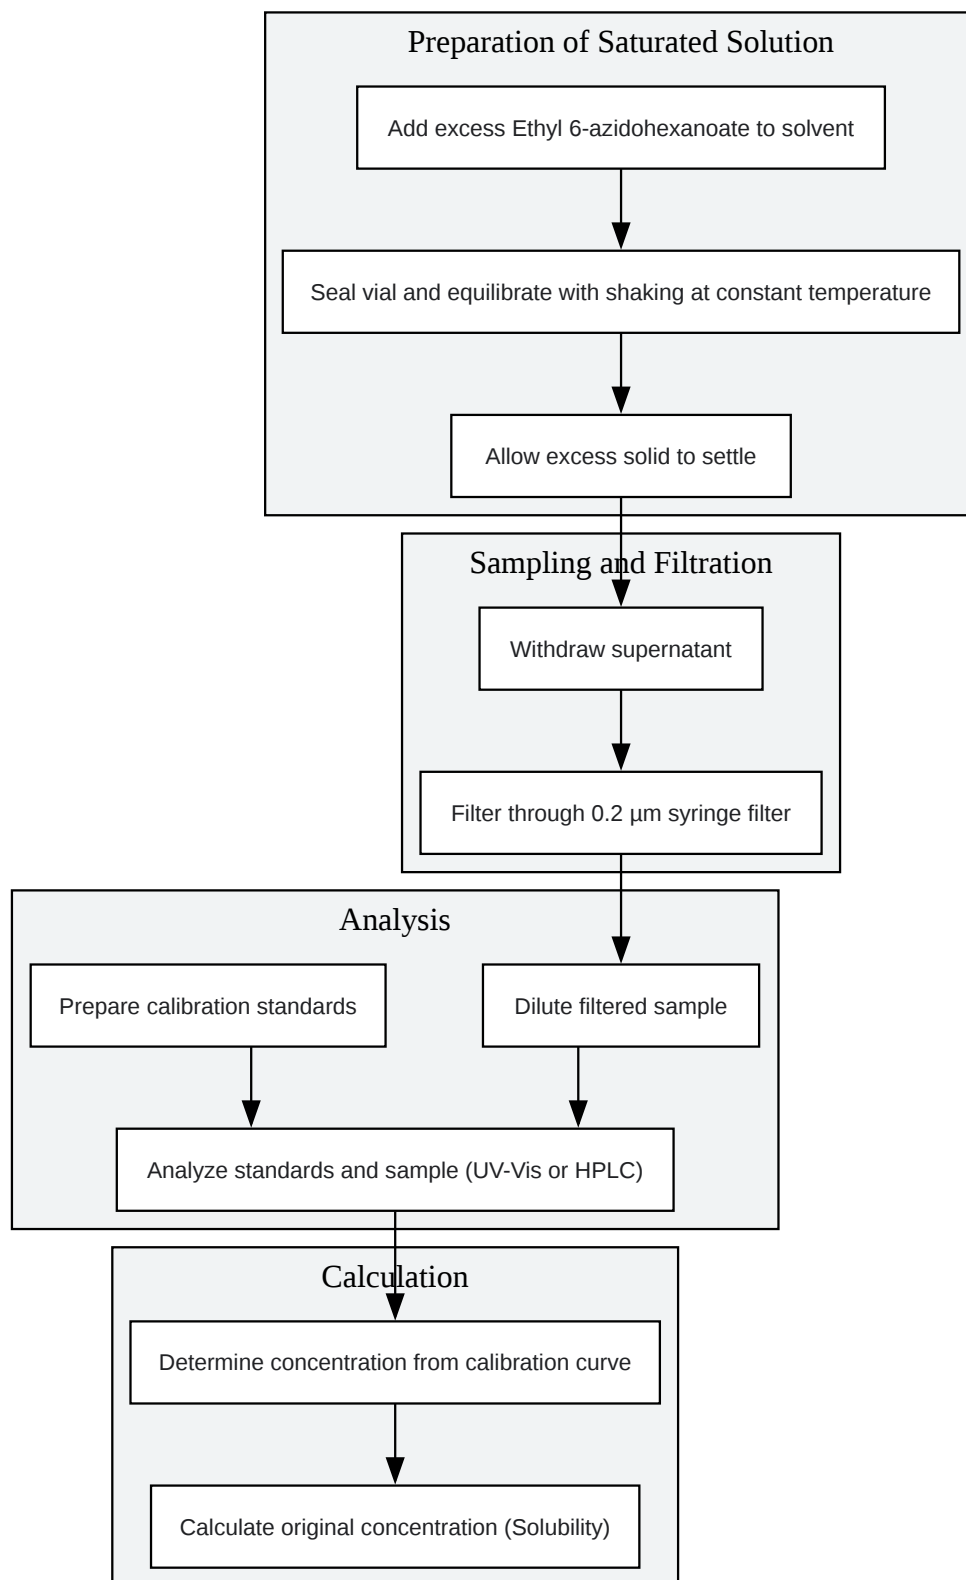 Preparation of Saturated Solution
Add excess Ethyl 6-azidohexanoate to solvent
Seal vial and equilibrate with shaking at constant temperature
Allow excess solid to settle
Sampling and Filtration
Withdraw supernatant
Filter through 0.2 µm syringe filter
Analysis
Prepare calibration standards
Dilute filtered sample
Analyze standards and sample (UV-Vis or HPLC)
Calculation
Determine concentration from calibration curve
Calculate original concentration (Solubility)